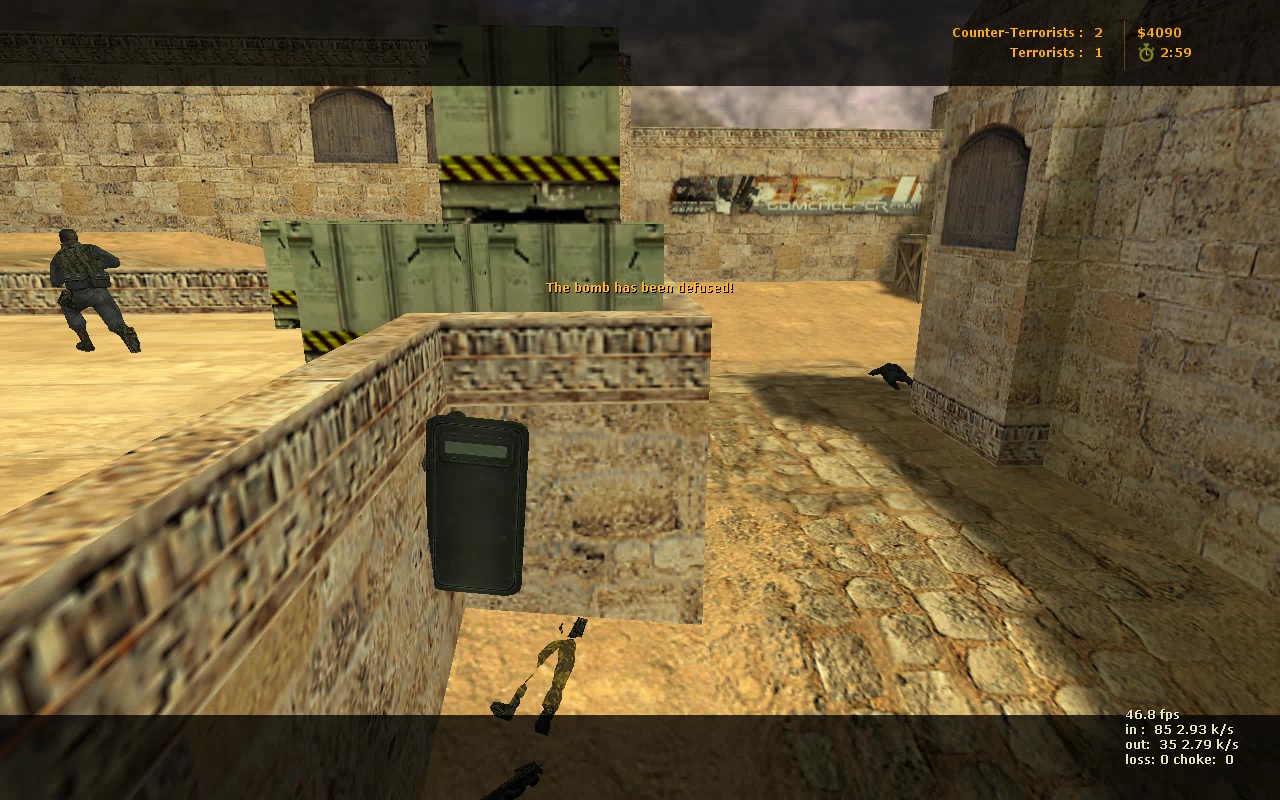 Counter-Terrorists : 2
$4090
Terrorists : 1
2:59
The bomb has been defused!
46.8 fps
in : 85 2.93 k/s
out: 35 2.79 k/s
loss: 0 choke: 0